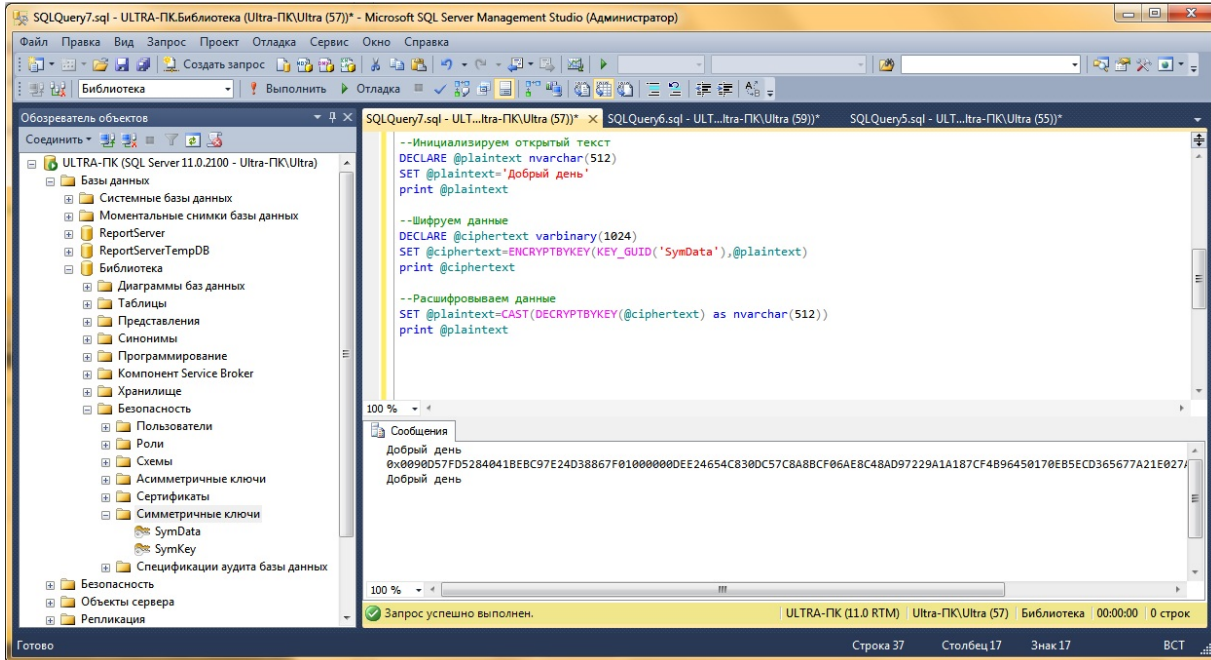 SQLQuery7.sql - ULTRA-ПК.Библиотека (Ultra-ПК\Ultra (57))* - Microsoft SQL Server Management Studio (Администратор)
Файл Правка Вид Запрос Проект Отладка Сервис Окно Справка
Создать запрос
Библиотека Выполнить Отладка
Обозреватель объектов
Соединить
ULTRA-ПК (SQL Server 11.0.2100 - Ultra-ПК\Ultra)
Базы данных
Системные базы данных
Моментальные снимки базы данных
ReportServer
ReportServerTempDB
Библиотека
Диаграммы баз данных
Таблицы
Представления
Синонимы
Программирование
Компонент Service Broker
Хранилище
Безопасность
Пользователи
Роли
Схемы
Асимметричные ключи
Сертификаты
Симметричные ключи
SymData
SymKey
Спецификации аудита базы данных
Безопасность
Объекты сервера
Репликация
SQLQuery7.sql - ULT...ltra-ПК\Ultra (57))* SQLQuery6.sql - ULT...ltra-ПК\Ultra (59))* SQLQuery5.sql - ULT...ltra-ПК\Ultra (55))*
--Инициализируем открытый текст
DECLARE @plaintext nvarchar(512)
SET @plaintext='Добрый день'
print @plaintext
--Шифруем данные
DECLARE @ciphertext varbinary(1024)
SET @ciphertext=ENCRYPTBYKEY(KEY_GUID('SymData'),@plaintext)
print @ciphertext
--Расшифровываем данные
SET @plaintext=CAST(DECRYPTBYKEY(@ciphertext) as nvarchar(512))
print @plaintext
100 %
Сообщения
Добрый день
0x0090D57FD5284041BEBC97E24D38867F01000000DEE24654C830DC57C8A8BCF06AE8C48AD97229A1A187CF4B96450170EB5ECD365677A21E027A
Добрый день
100 %
Запрос успешно выполнен. ULTRA-ПК (11.0 RTM) Ultra-ПК\Ultra (57) Библиотека 00:00:00 0 строк
Готово Строка 37 Столбец 17 Знак 17 ВСТ